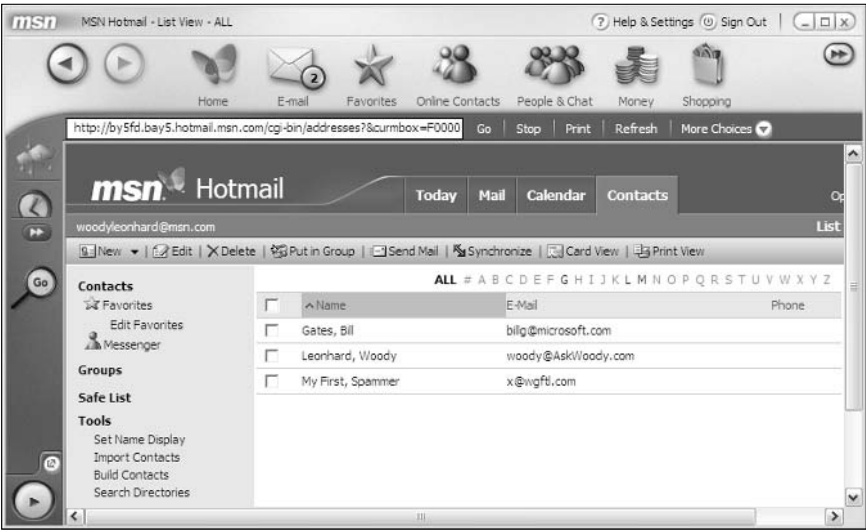 msn MSN Hotmail - List View - ALL ? Help & Settings Sign Out
2
Home E-mail Favorites Online Contacts People & Chat Money Shopping
http://by5fd.bay5.hotmail.msn.com/cgi-bin/addresses?&curmbox=F0000 Go | Stop | Print | Refresh | More Choices
msn Hotmail Today Mail Calendar Contacts Op
woodyleonhard@msn.com List
New | Edit | Delete | Put in Group | Send Mail | Synchronize | Card View | Print View
Go
ALL # A B C D E F G H I J K L M N O P Q R S T U V W X Y Z
Contacts
Favorites
Edit Favorites
Messenger
Groups
Safe List
Tools
Set Name Display
Import Contacts
Build Contacts
Search Directories
Name E-Mail Phone
Gates, Bill billg@microsoft.com
Leonhard, Woody woody@AskWoody.com
My First, Spammer x@wgftl.com